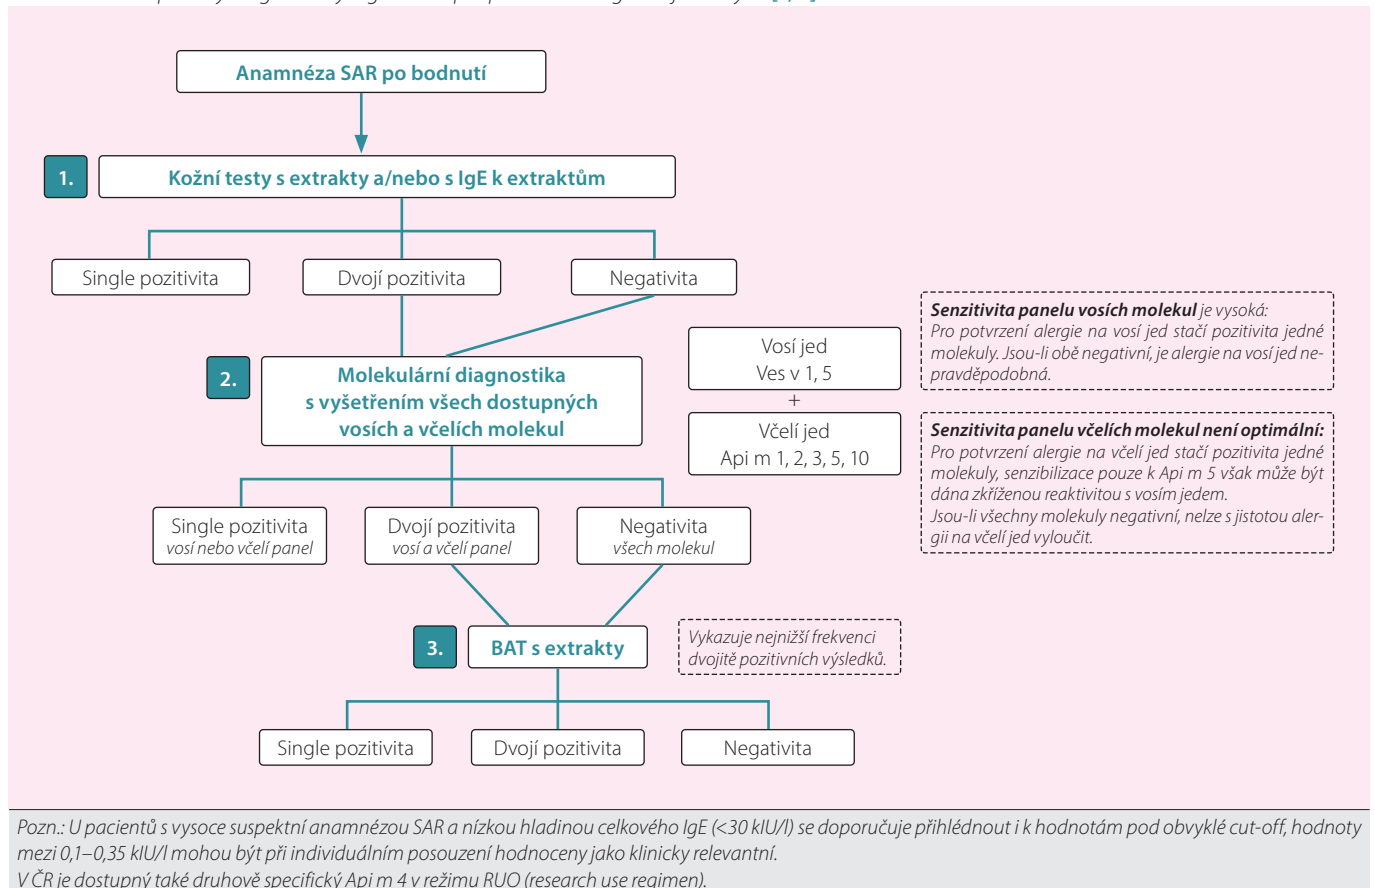 Anamnéza SAR po bodnutí
1.
Kožní testy s extrakty a/nebo s IgE k extraktům
Single pozitivita
Dvojí pozitivita
Negativita
2.
Molekulární diagnostika
s vyšetřením všech dostupných
vosích a včelích molekul
Vosí jed
Ves v 1, 5
+
Včelí jed
Api m 1, 2, 3, 5, 10
Senzitivita panelu vosích molekul je vysoká:
Pro potvrzení alergie na vosí jed stačí pozitivita jedné
molekuly. Jsou-li obě negativní, je alergie na vosí jed ne-
pravděpodobná.
Senzitivita panelu včelích molekul není optimální:
Pro potvrzení alergie na včelí jed stačí pozitivita jedné
molekuly, senzibilizace pouze k Api m 5 však může být
dána zkříženou reaktivitou s vosím jedem.
Jsou-li všechny molekuly negativní, nelze s jistotou aler-
gii na včelí jed vyloučit.
Single pozitivita
vosí nebo včelí panel
Dvojí pozitivita
vosí a včelí panel
Negativita
všech molekul
3.
BAT s extrakty
Vykazuje nejnižší frekvenci
dvojitě pozitivních výsledků.
Single pozitivita
Dvojí pozitivita
Negativita
Pozn.: U pacientů s vysoce suspektní anamnézou SAR a nízkou hladinou celkového IgE (<30 kIU/l) se doporučuje přihlédnout i k hodnotám pod obvyklé cut-off, hodnoty
mezi 0,1–0,35 kIU/l mohou být při individuálním posouzení hodnoceny jako klinicky relevantní.
V ČR je dostupný také druhově specifický Api m 4 v režimu RUO (research use regimen).